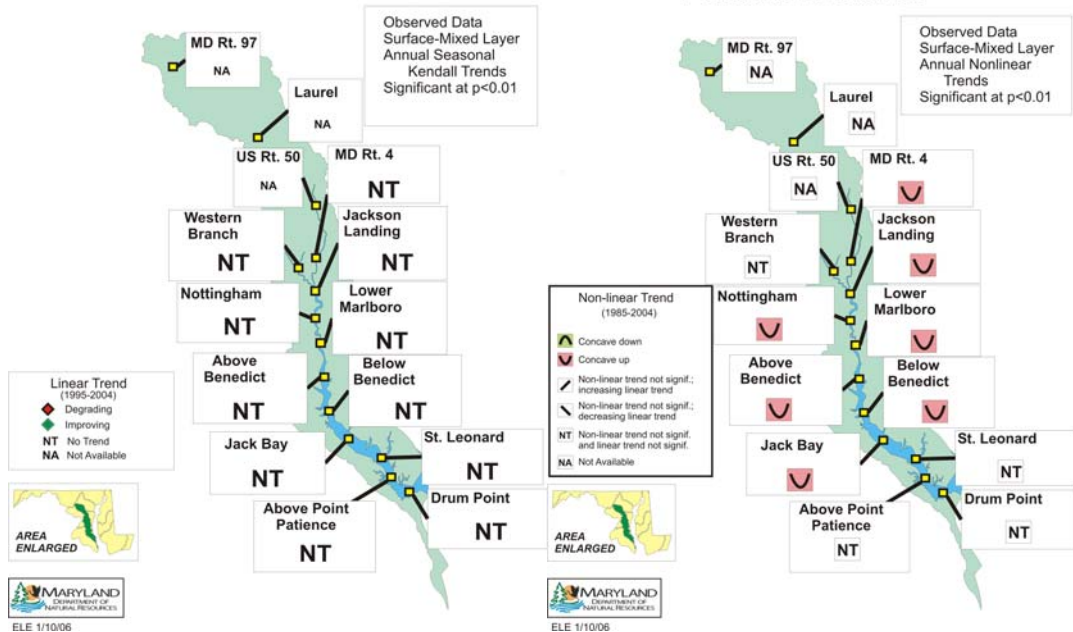 MD Rt. 97
NA
Observed Data
Surface-Mixed Layer
Annual Seasonal
Kendall Trends
Significant at p<0.01
Laurel
NA
US Rt. 50
NA
MD Rt. 4
NT
Western
Branch
NT
Jackson
Landing
NT
Nottingham
NT
Lower
Marlboro
NT
Above
Benedict
NT
Below
Benedict
NT
Linear Trend
(1995-2004)
Degrading
Improving
NT No Trend
NA Not Available
Jack Bay
NT
St. Leonard
NT
Above Point
Patience
NT
Drum Point
NT
AREA
ENLARGED
MARYLAND
DEPARTMENT OF
NATURAL RESOURCES
ELE 1/10/06
MD Rt. 97
NA
Observed Data
Surface-Mixed Layer
Annual Nonlinear
Trends
Significant at p<0.01
Laurel
NA
US Rt. 50
NA
MD Rt. 4
Western
Branch
NT
Jackson
Landing
Nottingham
Lower
Marlboro
Above
Benedict
Below
Benedict
Non-linear Trend
(1985-2004)
Concave down
Concave up
Non-linear trend not signif.;
increasing linear trend
Non-linear trend not signif.;
decreasing linear trend
NT Non-linear trend not signif.
and linear trend not signif.
NA Not Available
Jack Bay
St. Leonard
NT
Above Point
Patience
NT
Drum Point
NT
AREA
ENLARGED
MARYLAND
DEPARTMENT OF
NATURAL RESOURCES
ELE 1/10/06